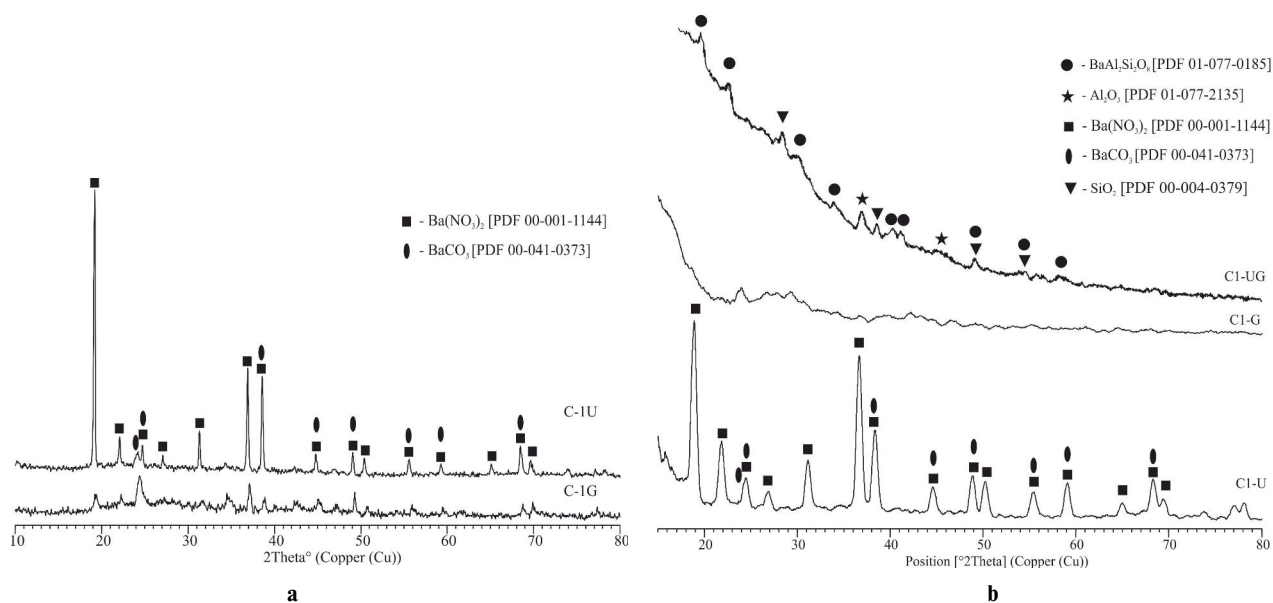 - Ba(NO₃)₂ [PDF 00-001-1144]
- BaCO₃ [PDF 00-041-0373]
C-1U
C-1G
10 20 30 40 50 60 70 80
2Theta° (Copper (Cu))
a
- BaAl₂Si₂O₈ [PDF 01-077-0185]
- Al₂O₃ [PDF 01-077-2135]
- Ba(NO₃)₂ [PDF 00-001-1144]
- BaCO₃ [PDF 00-041-0373]
- SiO₂ [PDF 00-004-0379]
C1-UG
C1-G
C1-U
20 30 40 50 60 70 80
Position [°2Theta] (Copper (Cu))
b